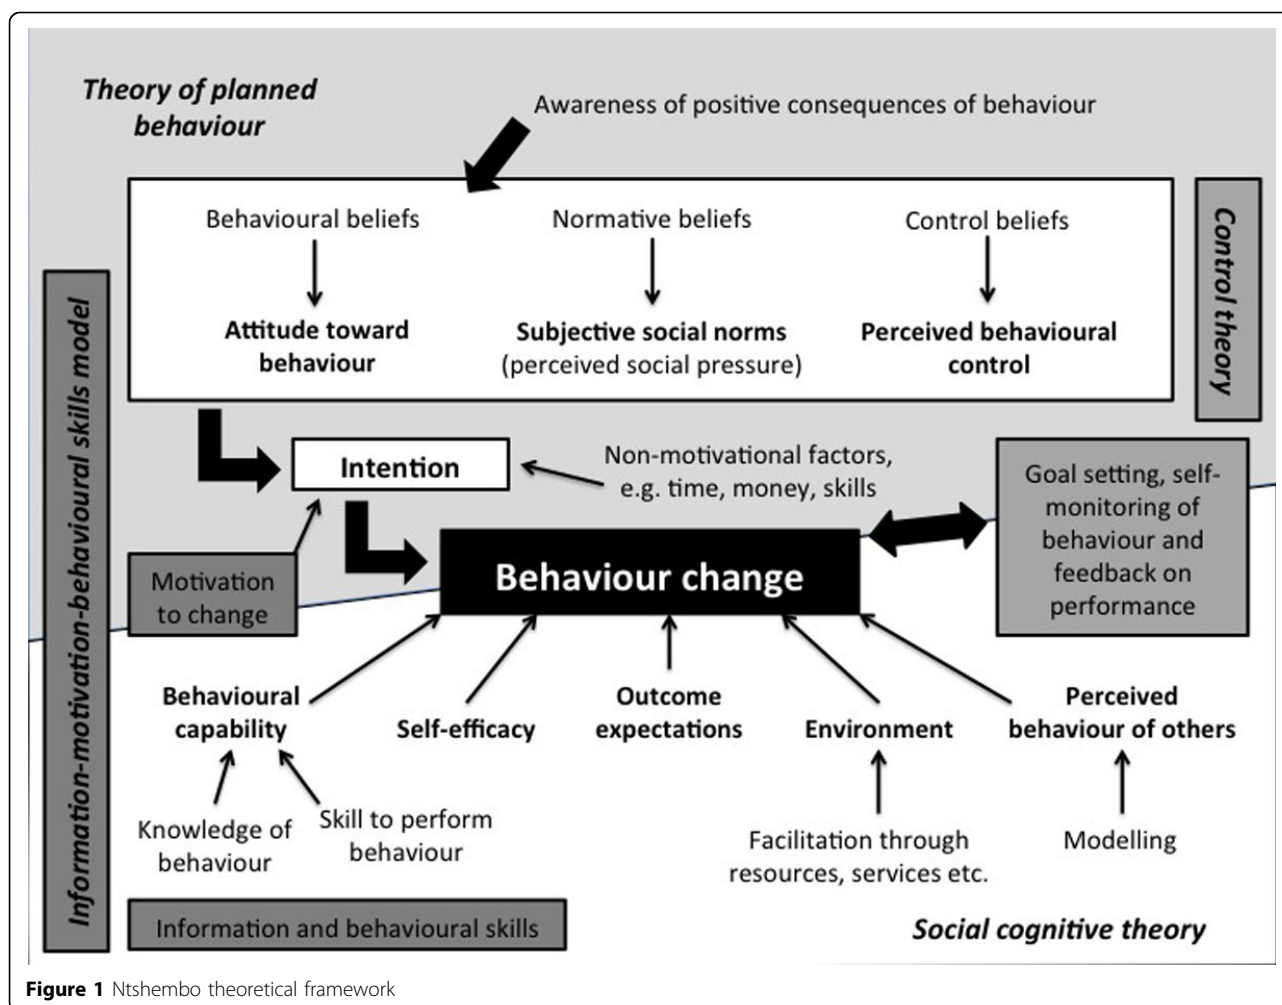 Theory of planned
behaviour
Awareness of positive consequences of behaviour
Behavioural beliefs
Normative beliefs
Control beliefs
Attitude toward
behaviour
Subjective social norms
(perceived social pressure)
Perceived behavioural
control
Control theory
Information-motivation-behavioural skills model
Intention
Non-motivational factors,
e.g. time, money, skills
Goal setting, self-
monitoring of
behaviour and
feedback on
performance
Motivation
to change
Behaviour change
Behavioural
capability
Self-efficacy
Outcome
expectations
Environment
Perceived
behaviour of others
Knowledge of
behaviour
Skill to perform
behaviour
Facilitation through
resources, services etc.
Modelling
Information and behavioural skills
Social cognitive theory
Figure 1 Ntshembo theoretical framework